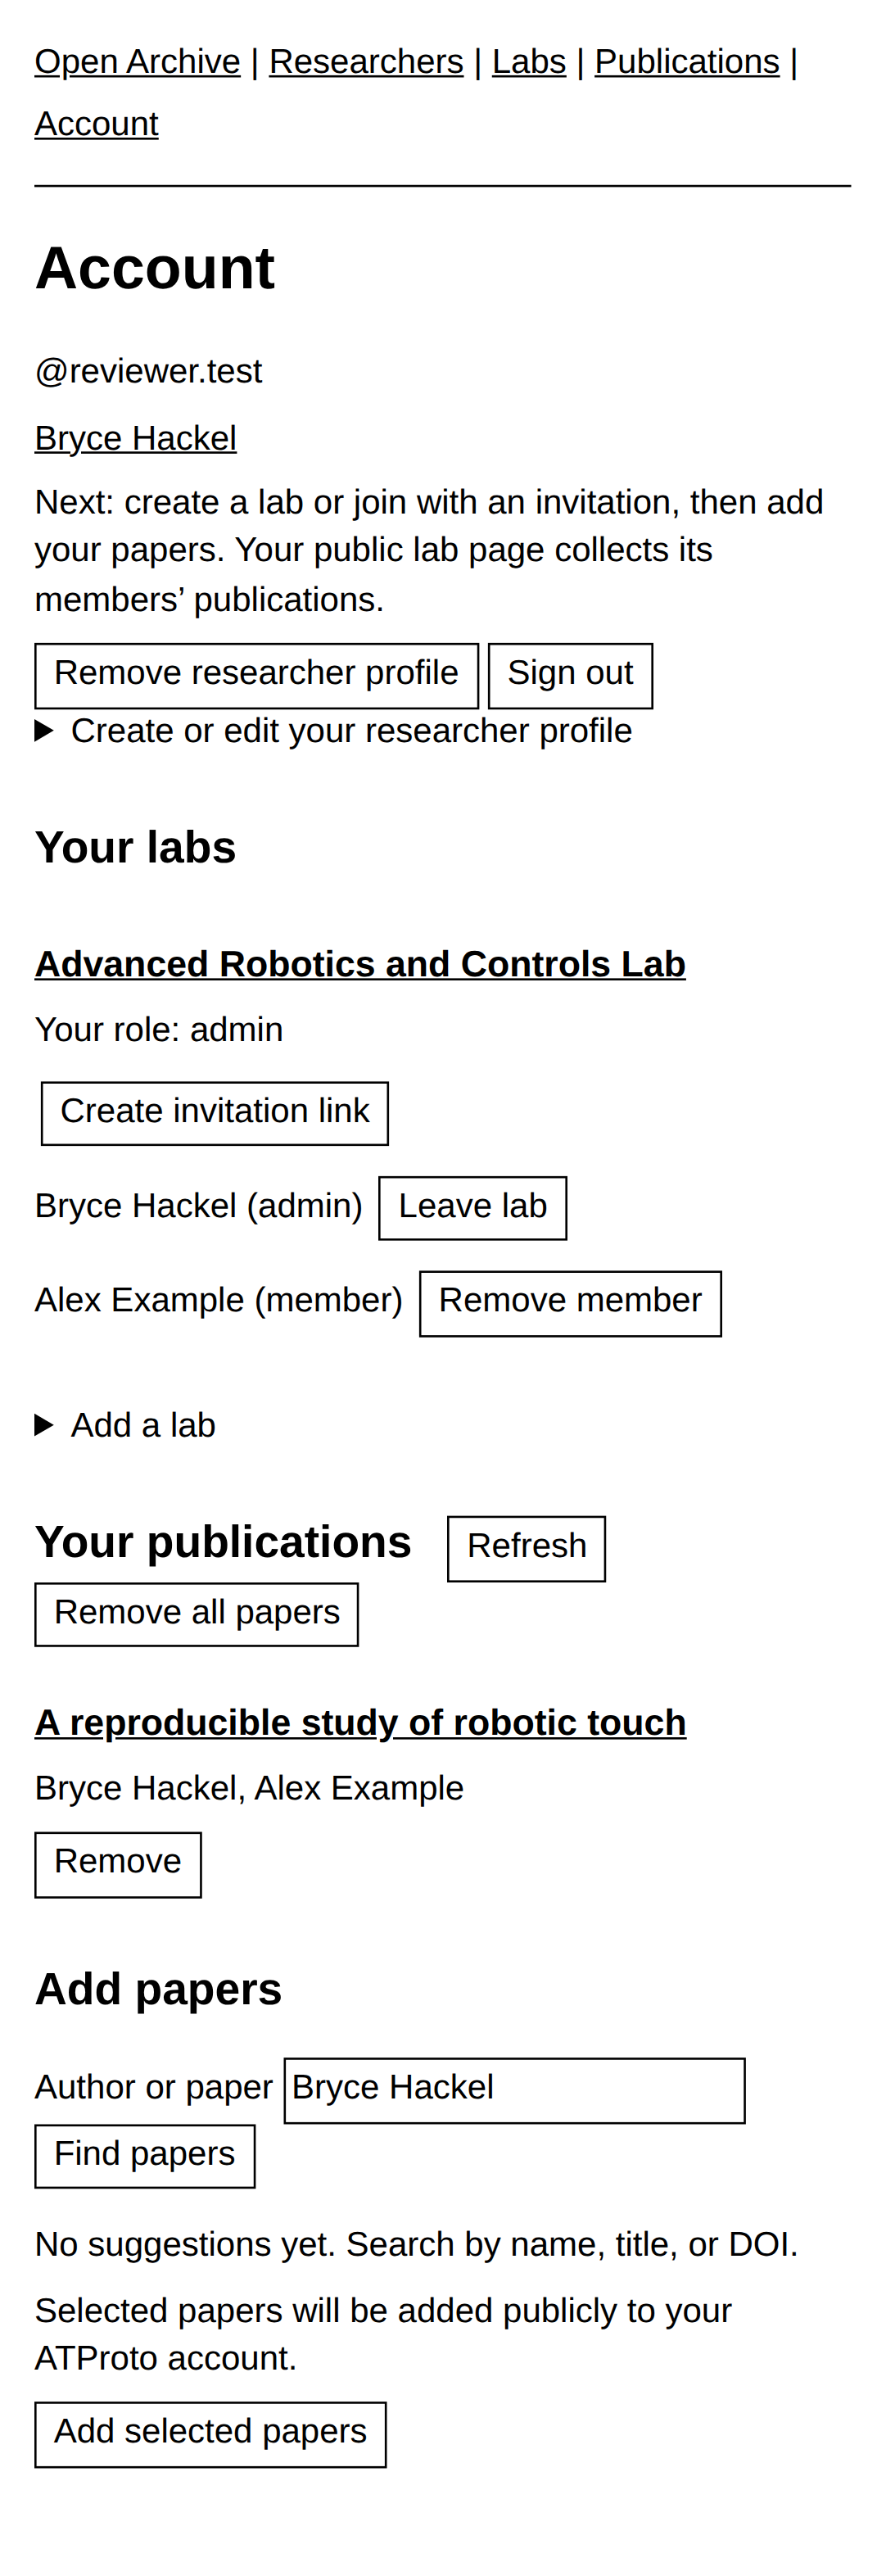 Open Archive | Researchers | Labs | Publications |
Account
Account
@reviewer.test
Bryce Hackel
Next: create a lab or join with an invitation, then add
your papers. Your public lab page collects its
members’ publications.
Remove researcher profile Sign out
Create or edit your researcher profile
Your labs
Advanced Robotics and Controls Lab
Your role: admin
Create invitation link
Bryce Hackel (admin) Leave lab
Alex Example (member) Remove member
Add a lab
Your publications Refresh
Remove all papers
A reproducible study of robotic touch
Bryce Hackel, Alex Example
Remove
Add papers
Author or paper Bryce Hackel
Find papers
No suggestions yet. Search by name, title, or DOI.
Selected papers will be added publicly to your
ATProto account.
Add selected papers